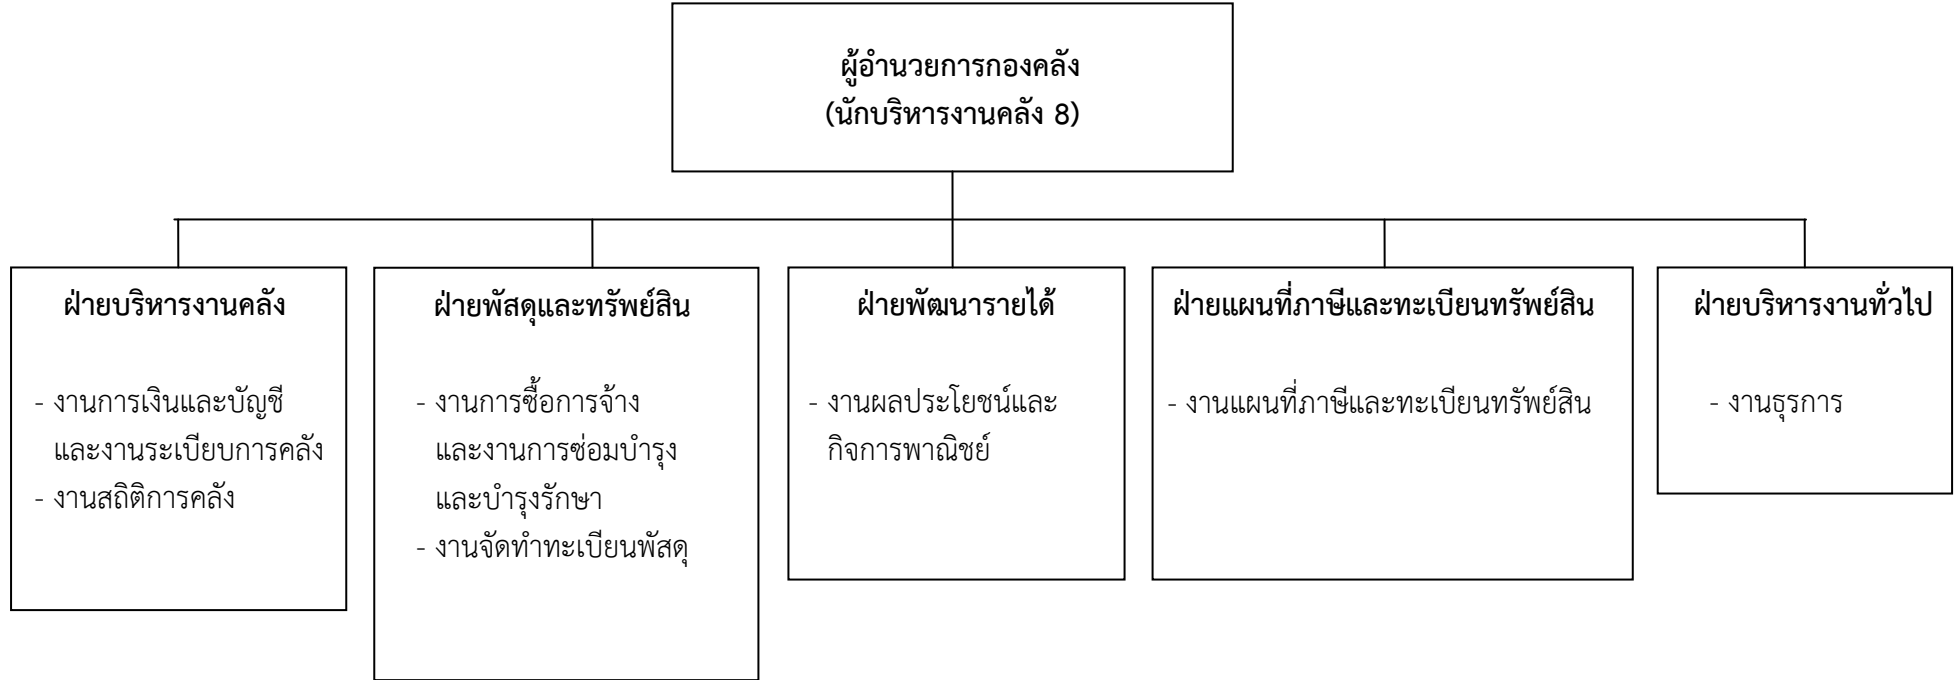 ผู้อำนวยการกองคลัง
(นักบริหารงานคลัง 8)
ฝ่ายบริหารงานคลัง
- งานการเงินและบัญชี
และงานระเบียบการคลัง
- งานสถิติการคลัง
ฝ่ายพัสดุและทรัพย์สิน
- งานการซื้อการจ้าง
และงานการซ่อมบำรุง
และบำรุงรักษา
- งานจัดทำทะเบียนพัสดุ
ฝ่ายพัฒนารายได้
- งานผลประโยชน์และ
กิจการพาณิชย์
ฝ่ายแผนที่ภาษีและทะเบียนทรัพย์สิน
- งานแผนที่ภาษีและทะเบียนทรัพย์สิน
ฝ่ายบริหารงานทั่วไป
- งานธุรการ